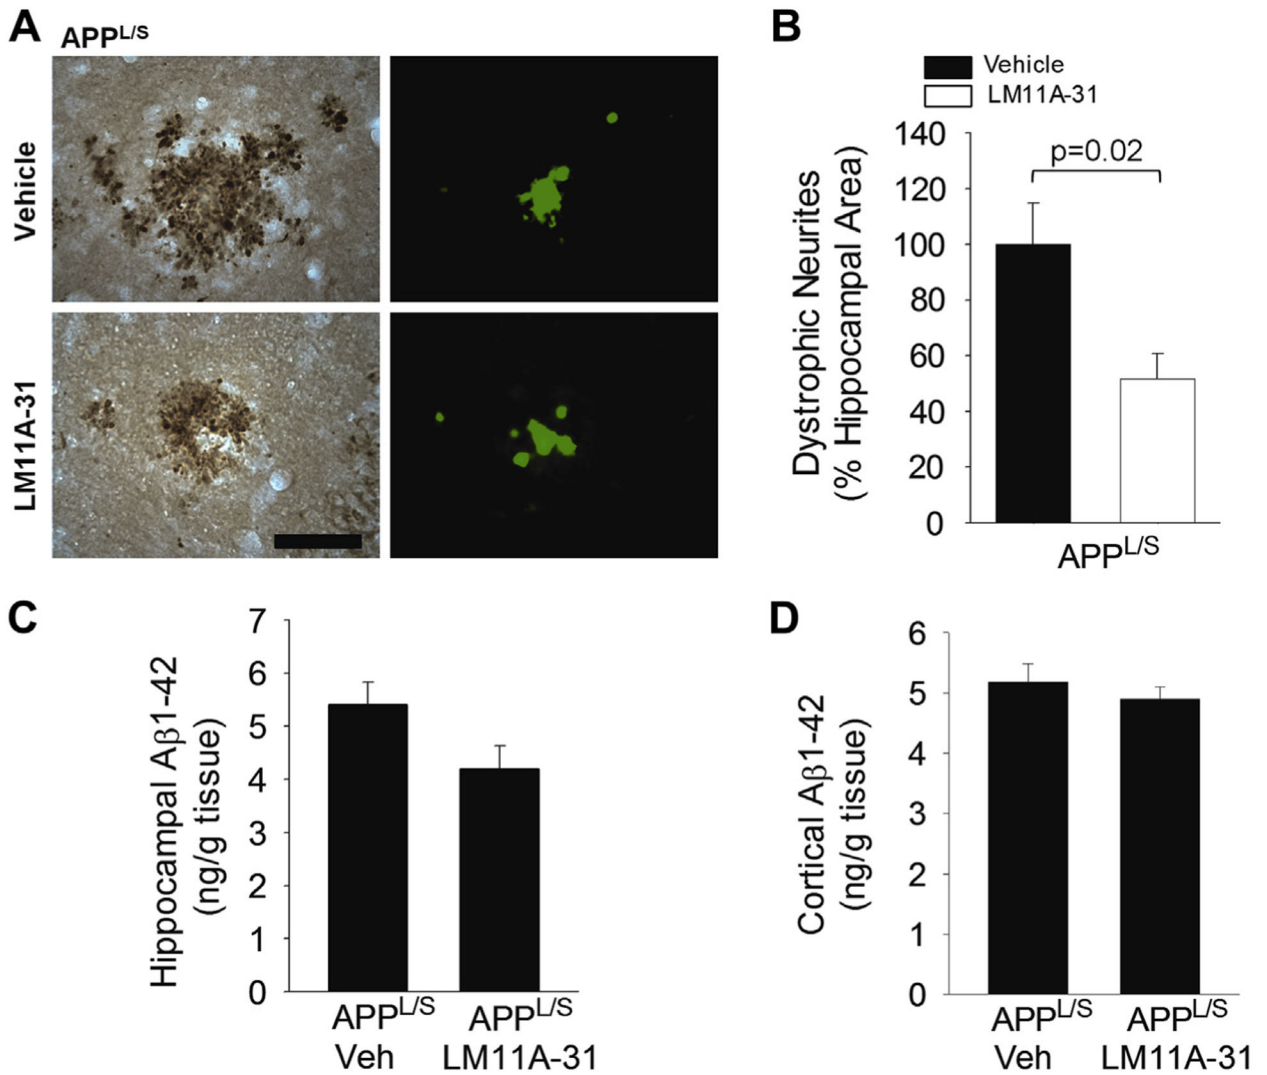 A
APPL/S
Vehicle
LM11A-31
B
Vehicle
LM11A-31
Dystrophic Neurites
(% Hippocampal Area)
140
120
100
80
60
40
20
0
p=0.02
APPL/S
C
Hippocampal Aβ1-42
(ng/g tissue)
7
6
5
4
3
2
1
0
APPL/S
Veh
APPL/S
LM11A-31
D
Cortical Aβ1-42
(ng/g tissue)
6
5
4
3
2
1
0
APPL/S
Veh
APPL/S
LM11A-31